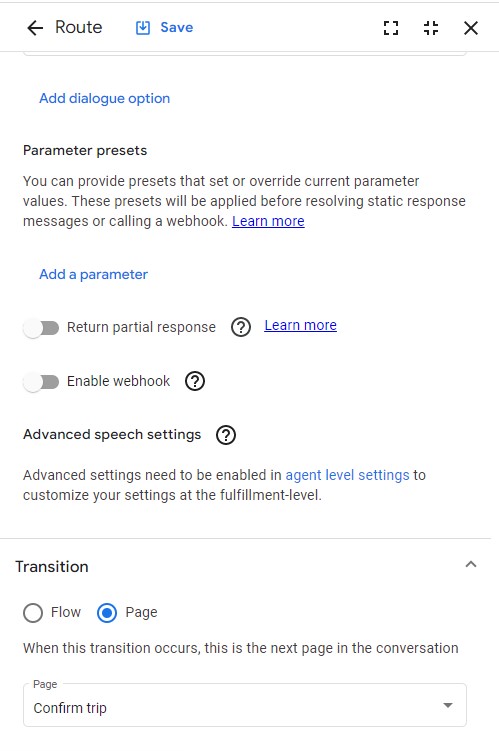 Route
Save
Add dialogue option
Parameter presets
You can provide presets that set or override current parameter
values. These presets will be applied before resolving static response
messages or calling a webhook. Learn more
Add a parameter
Return partial response ? Learn more
Enable webhook ?
Advanced speech settings ?
Advanced settings need to be enabled in agent level settings to
customize your settings at the fulfillment-level.
Transition
Flow Page
When this transition occurs, this is the next page in the conversation
Page
Confirm trip